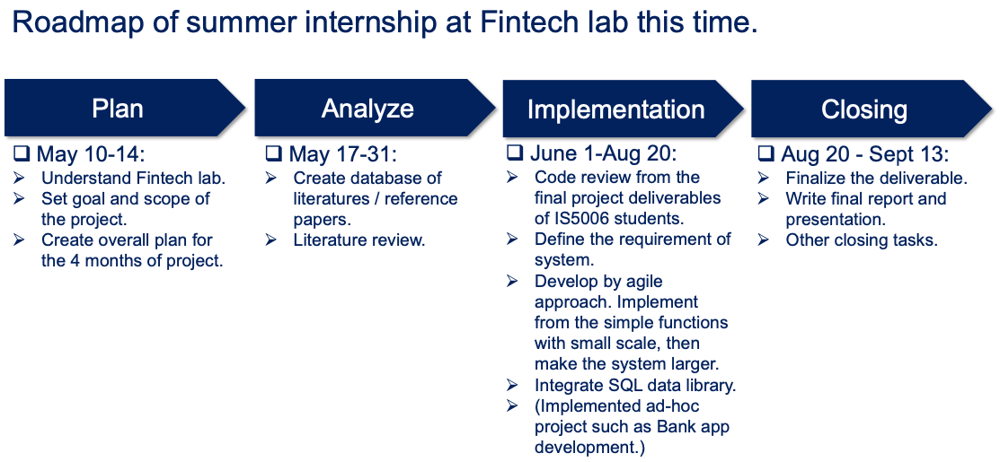 Roadmap of summer internship at Fintech lab this time.
Plan
❑ May 10-14:
➢ Understand Fintech lab.
➢ Set goal and scope of
the project.
➢ Create overall plan for
the 4 months of project.
Analyze
❑ May 17-31:
➢ Create database of
literatures / reference
papers.
➢ Literature review.
Implementation
❑ June 1-Aug 20:
➢ Code review from the
final project deliverables
of IS5006 students.
➢ Define the requirement of
system.
➢ Develop by agile
approach. Implement
from the simple functions
with small scale, then
make the system larger.
➢ Integrate SQL data library.
➢ (Implemented ad-hoc
project such as Bank app
development.)
Closing
❑ Aug 20 - Sept 13:
➢ Finalize the deliverable.
➢ Write final report and
presentation.
➢ Other closing tasks.